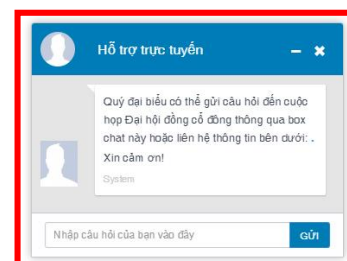 Hỗ trợ trực tuyến
Quý đại biểu có thể gửi câu hỏi đến cuộc
họp Đại hội đồng cổ đông thông qua box
chat này hoặc liên hệ thông tin bên dưới: .
Xin cảm ơn!
System
Nhập câu hỏi của bạn vào đây
GỬI